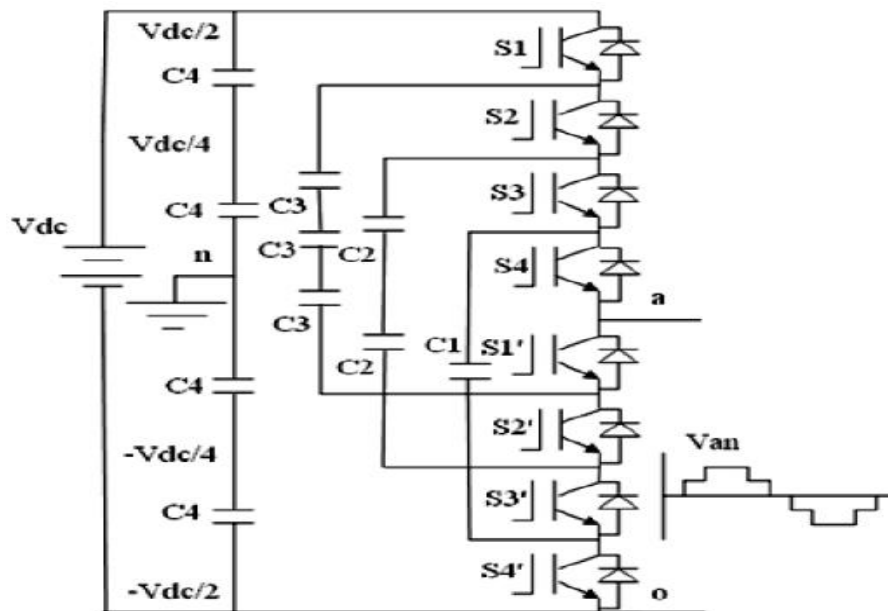 Vdc/2
S1
C4
S2
Vdc/4
S3
C3
C4
Vdc
C3
C2
n
S4
a
C3
C1
S1'
C2
C4
S2'
Van
-Vdc/4
S3'
C4
S4'
-Vdc/2
o